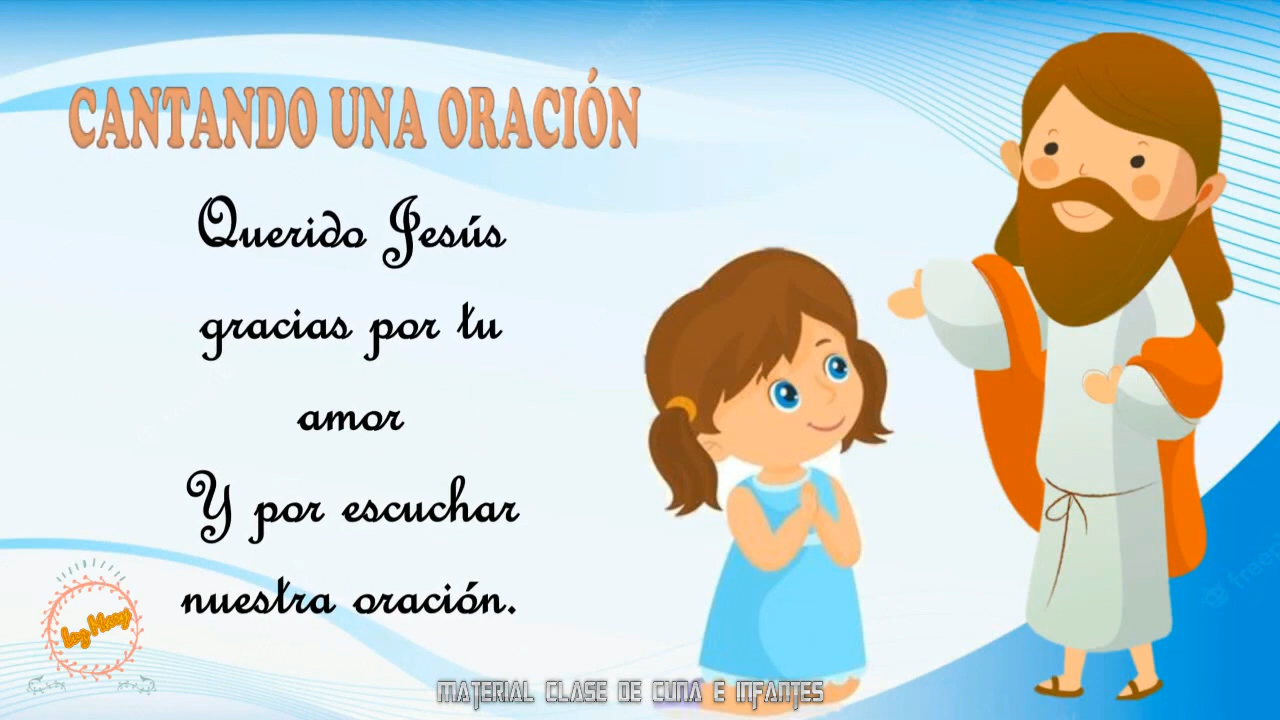 CANTANDO UNA ORACIÓN
Querido Jesús
gracias por tu
amor
Y por escuchar
nuestra oración.
MATERIAL CLASE DE CUNA E INFANTES